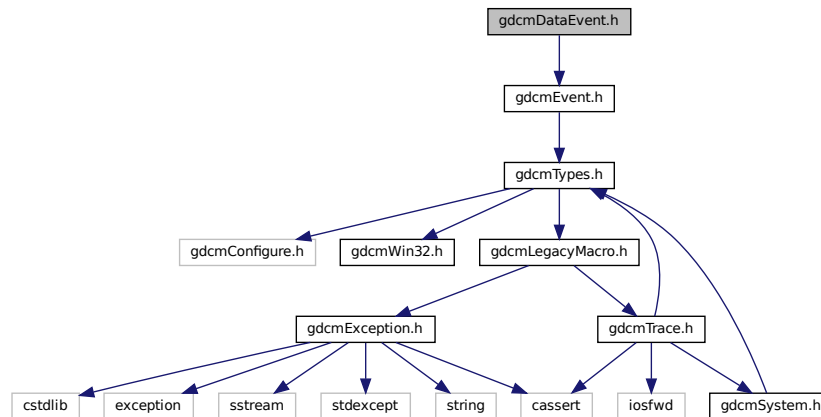 gdcmDataEvent.h
gdcmEvent.h
gdcmTypes.h
gdcmConfigure.h
gdcmWin32.h
gdcmLegacyMacro.h
gdcmException.h
gdcmTrace.h
cstdlib
exception
sstream
stdexcept
string
cassert
iosfwd
gdcmSystem.h